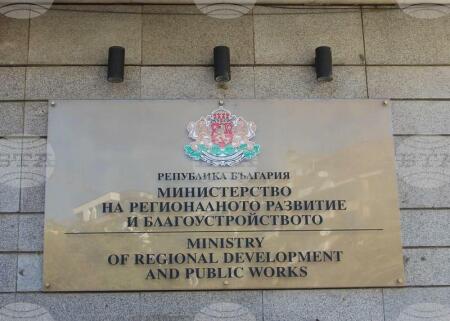 РЕПУБЛИКА БЪЛГАРИЯ
МИНИСТЕРСТВО
НА РЕГИОНАЛНОТО РАЗВИТИЕ
И БЛАГОУСТРОЙСТВОТО
MINISTRY
OF REGIONAL DEVELOPMENT
AND PUBLIC WORKS